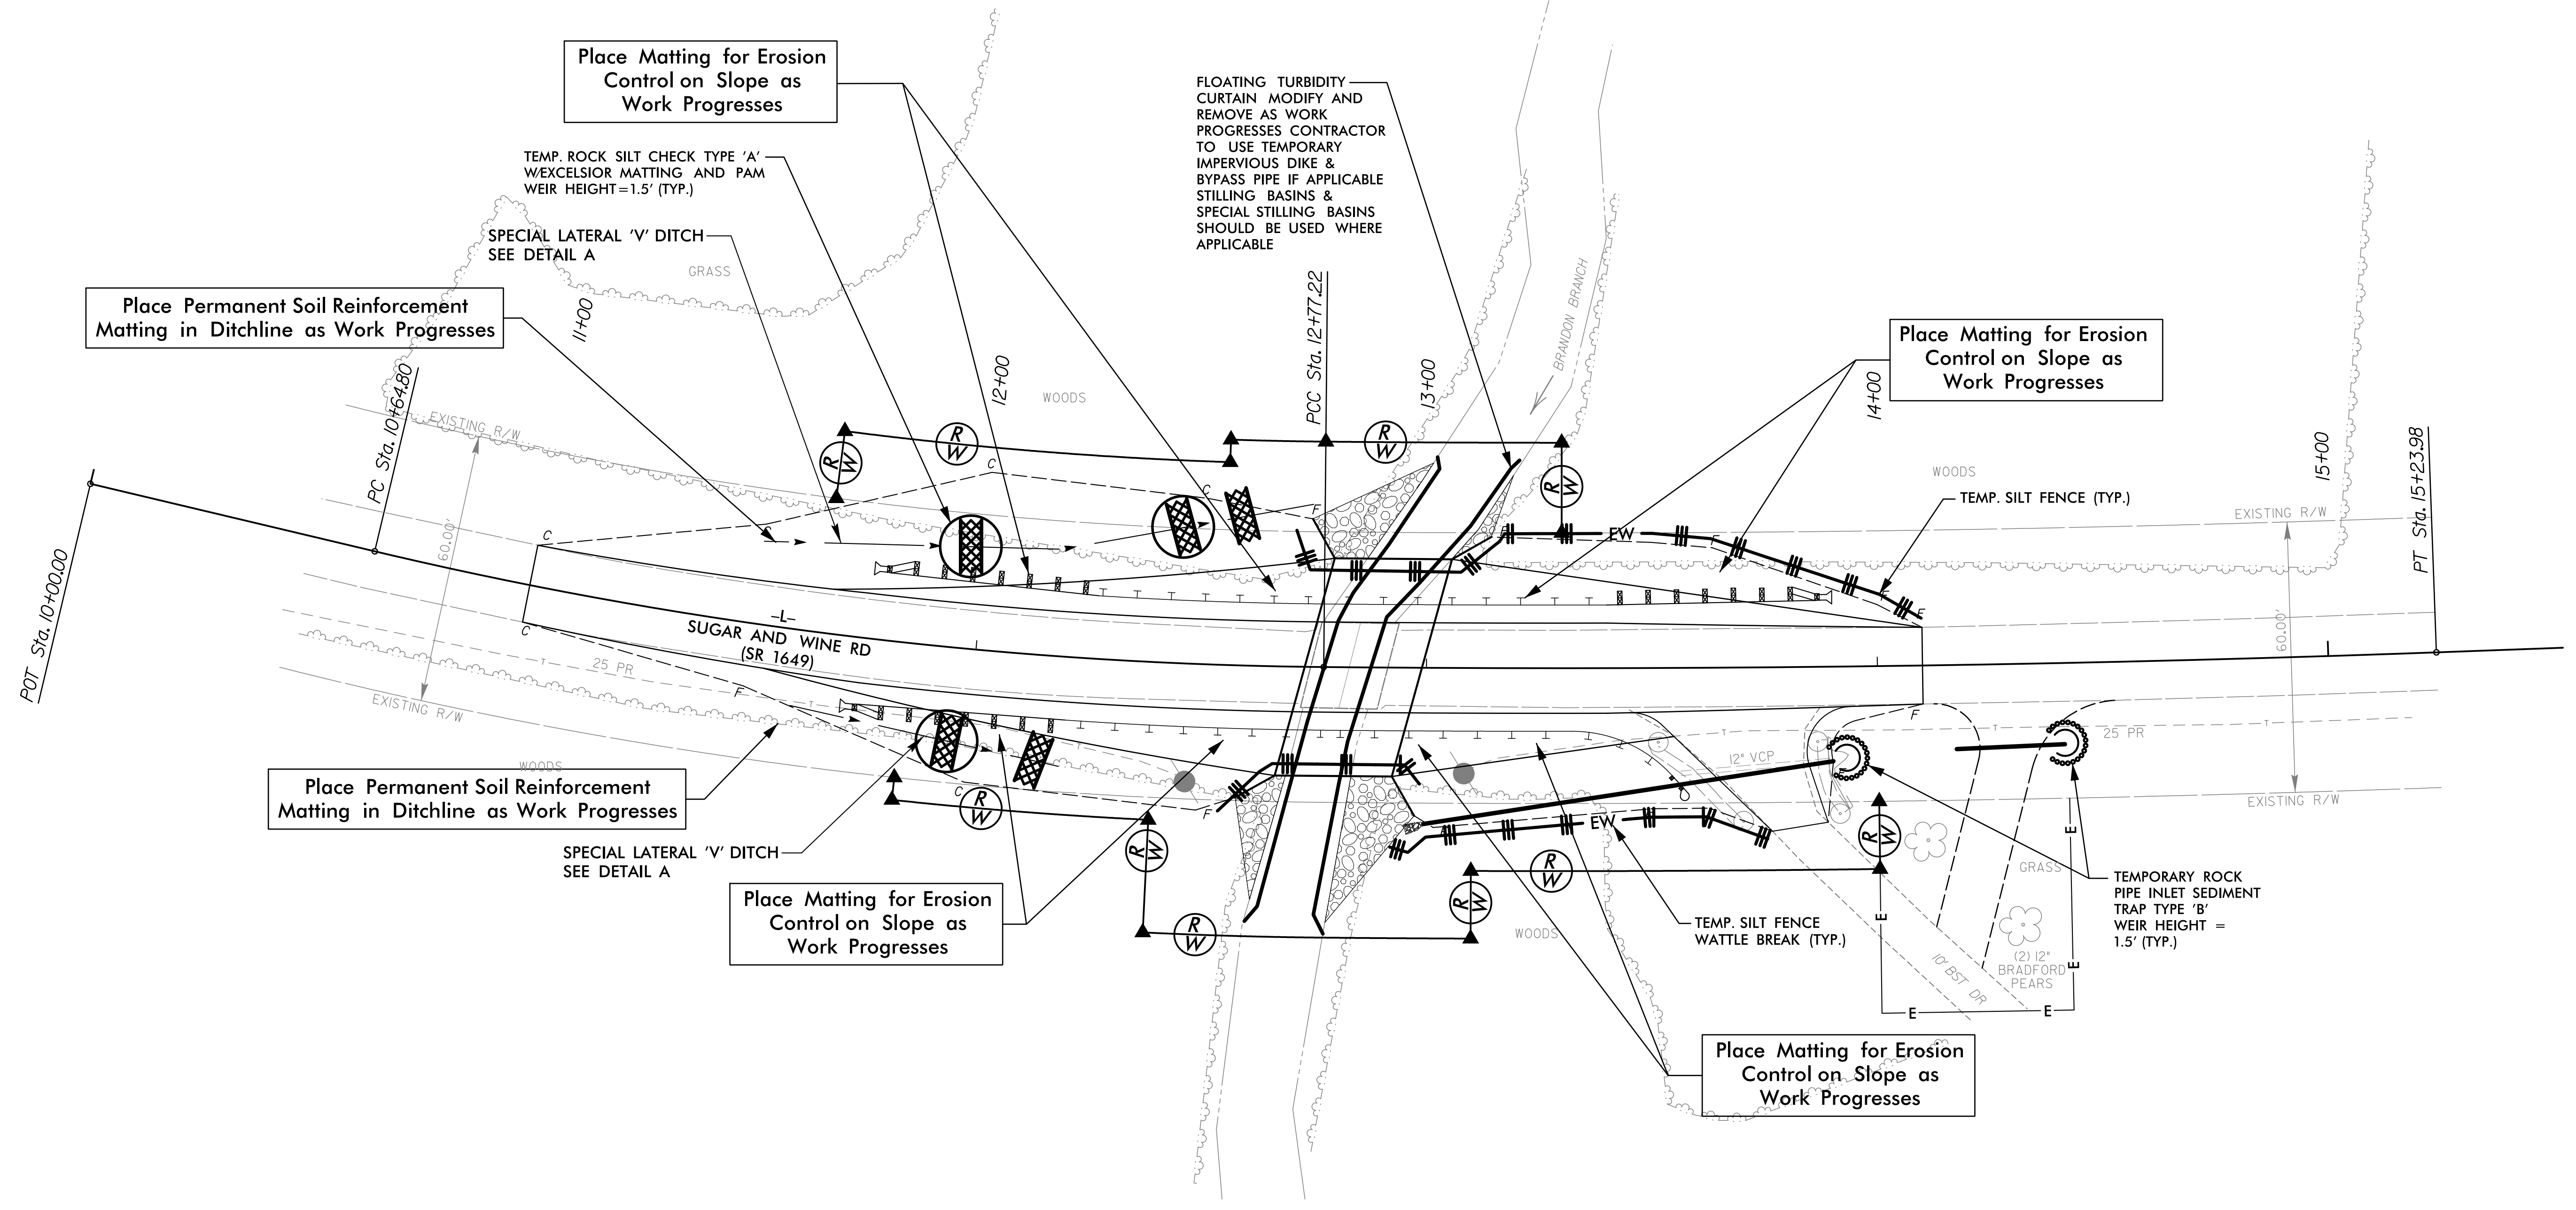 Place Matting for Erosion
Control on Slope as
Work Progresses
TEMP. ROCK SILT CHECK TYPE 'A'
W/EXCELSIOR MATTING AND PAM
WEIR HEIGHT=1.5' (TYP.)
SPECIAL LATERAL 'V' DITCH
SEE DETAIL A
GRASS
Place Permanent Soil Reinforcement
Matting in Ditchline as Work Progresses
FLOATING TURBIDITY
CURTAIN MODIFY AND
REMOVE AS WORK
PROGRESSES CONTRACTOR
TO USE TEMPORARY
IMPERVIOUS DIKE &
BYPASS PIPE IF APPLICABLE
STILLING BASINS &
SPECIAL STILLING BASINS
SHOULD BE USED WHERE
APPLICABLE
BRANDON BRANCH
Place Matting for Erosion
Control on Slope as
Work Progresses
POT Sta. 10+00.00
PC Sta. 10+64.80
11+00
12+00
PCC Sta. 12+77.22
13+00
14+00
15+00
PT Sta. 15+23.98
WOODS
WOODS
TEMP. SILT FENCE (TYP.)
EXISTING R/W
EXISTING R/W
60.00'
60.00'
R/W
R/W
R/W
R/W
C
C
C
C
F
F
F
F
E
EW
-L-
SUGAR AND WINE RD
(SR 1649)
25 PR
25 PR
EXISTING R/W
EXISTING R/W
F
F
C
F
12" VCP
EW
WOODS
Place Permanent Soil Reinforcement
Matting in Ditchline as Work Progresses
SPECIAL LATERAL 'V' DITCH
SEE DETAIL A
Place Matting for Erosion
Control on Slope as
Work Progresses
R/W
R/W
R/W
R/W
R/W
R/W
WOODS
TEMP. SILT FENCE
WATTLE BREAK (TYP.)
GRASS
TEMPORARY ROCK
PIPE INLET SEDIMENT
TRAP TYPE 'B'
WEIR HEIGHT =
1.5' (TYP.)
(2) 12"
BRADFORD
PEARS
10' BST DR
E
E
E
E
E
Place Matting for Erosion
Control on Slope as
Work Progresses